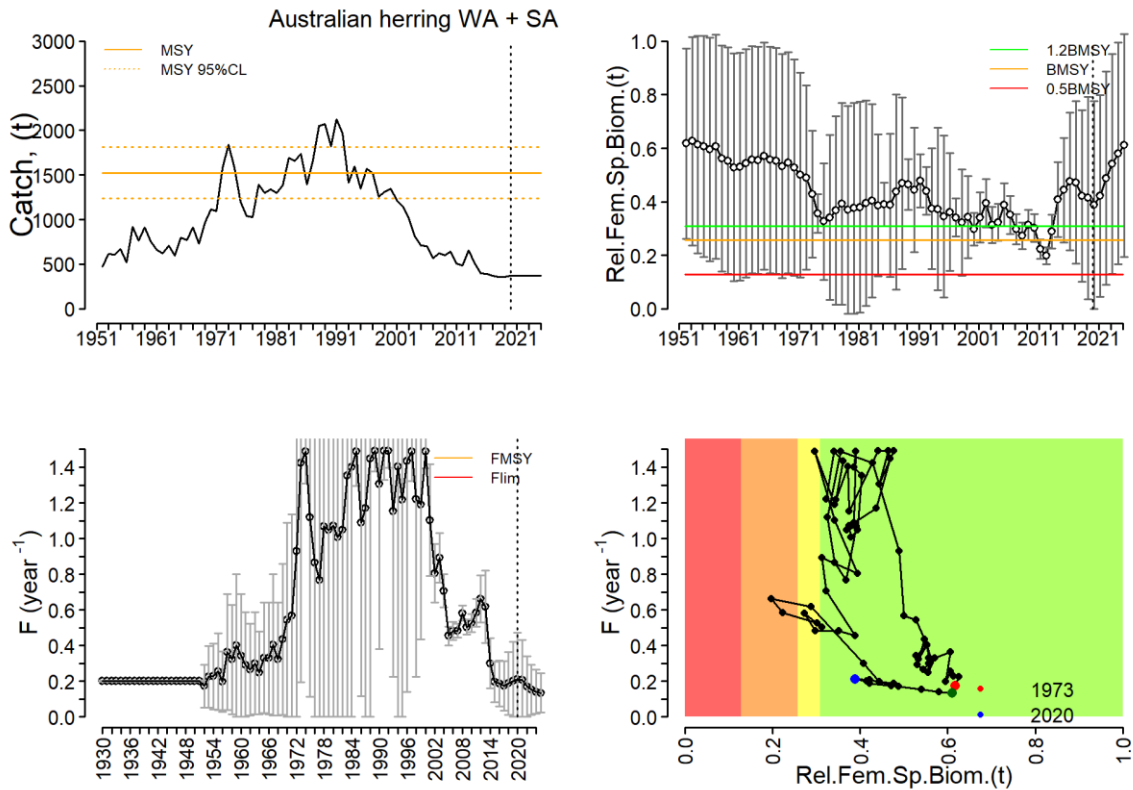 Australian herring WA + SA
Catch, (t)
3000
2500
2000
1500
1000
500
0
MSY
MSY 95%CL
1951 1961 1971 1981 1991 2001 2011 2021
Rel.Fem.Sp.Biom.(t)
1.0
0.8
0.6
0.4
0.2
0.0
1.2BMSY
BMSY
0.5BMSY
1951 1961 1971 1981 1991 2001 2011 2021
F (year -1)
1.4
1.2
1.0
0.8
0.6
0.4
0.2
0.0
FMSY
Flim
1930 1936 1942 1948 1954 1960 1966 1972 1978 1984 1990 1996 2002 2008 2014 2020
F (year -1)
1.4
1.2
1.0
0.8
0.6
0.4
0.2
0.0
1973
2020
0.0 0.2 0.4 0.6 0.8 1.0
Rel.Fem.Sp.Biom.(t)